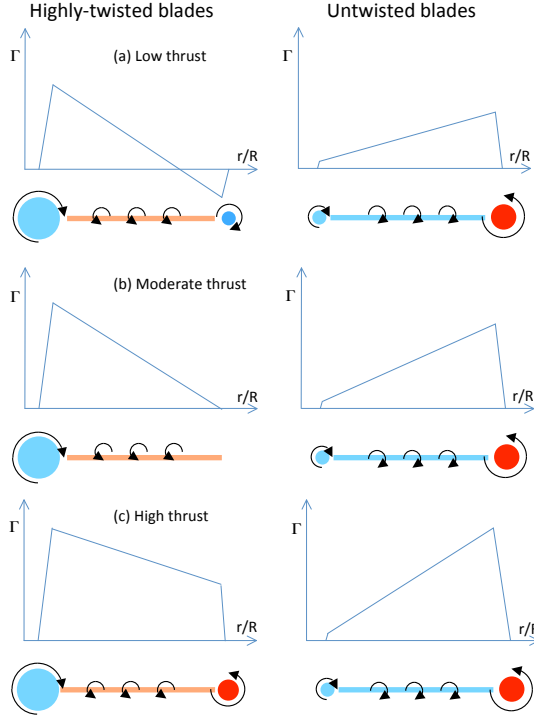 Highly-twisted blades
Untwisted blades
Γ
(a) Low thrust
r/R
Γ
r/R
Γ
(b) Moderate thrust
r/R
Γ
r/R
Γ
(c) High thrust
r/R
Γ
r/R